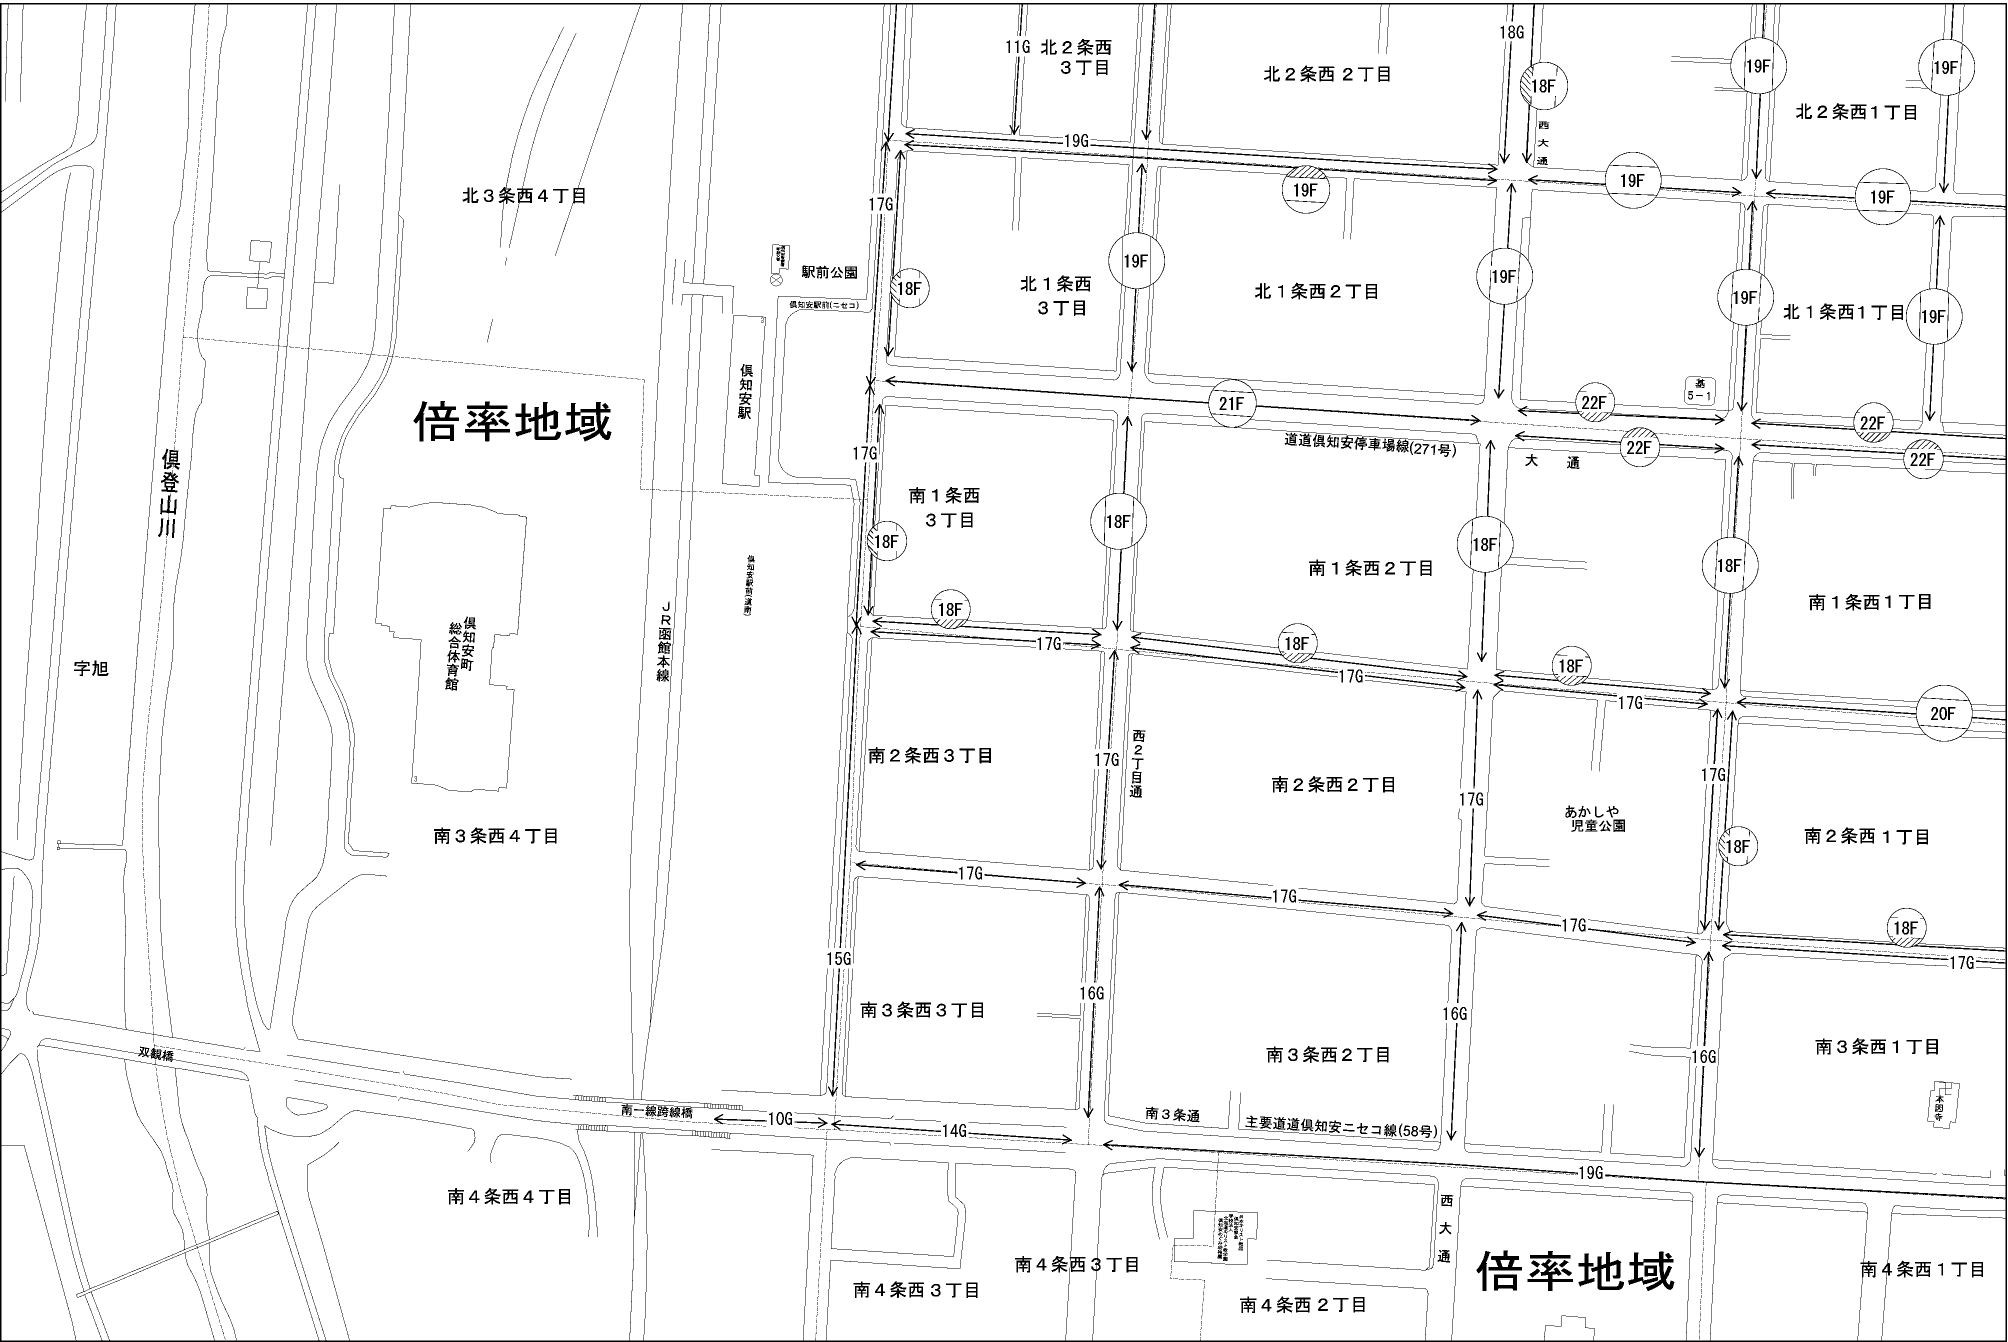 18G
11G
北２条西
３丁目
北２条西２丁目
19F
19F
18F
北２条西１丁目
西大通
19G
19F
19F
19F
北３条西４丁目
17G
駅前公園
倶知安駅前(ニセコ)
18F
北１条西
３丁目
19F
北１条西２丁目
19F
19F
北１条西１丁目
19F
倶知安駅
倍率地域
21F
22F
基
5-1
22F
道道倶知安停車場線(271号)
22F
大　通
22F
倶登山川
17G
南１条西
３丁目
18F
18F
18F
18F
南１条西２丁目
南１条西１丁目
倶知安駅前(道南)
ＪＲ函館本線
倶知安町
総合体育館
字旭
18F
17G
18F
17G
18F
17G
20F
南２条西３丁目
17G
西２丁目通
南２条西２丁目
17G
あかしや
児童公園
17G
18F
南２条西１丁目
3
3
南３条西４丁目
17G
17G
17G
18F
17G
15G
南３条西３丁目
16G
南３条西２丁目
16G
16G
南３条西１丁目
本因寺
双観橋
南一線跨線橋
10G
14G
南３条通
主要道道倶知安ニセコ線(58号)
19G
南４条西４丁目
南４条西３丁目
南４条西３丁目
西大通
南４条西２丁目
倍率地域
南４条西１丁目